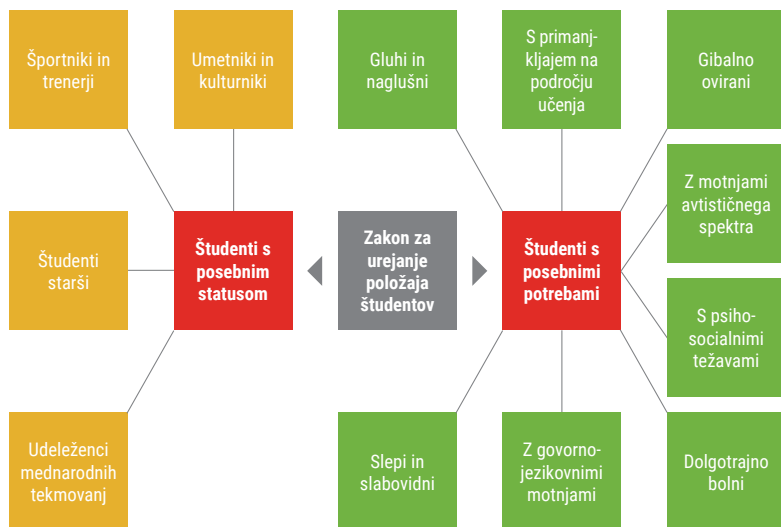 Športniki in
trenerji
Umetniki in
kulturniki
Gluhi in
naglušni
S primanj-
kljajem na
področju
učenja
Gibalno
ovirani
Z motnjami
avtističnega
spektra
Študenti
starši
Študenti s
posebnim
statusom
Zakon za
urejanje
položaja
študentov
Študenti s
posebnimi
potrebami
S psiho-
socialnimi
težavami
Udeleženci
mednarodnih
tekmovanj
Slepi in
slabovidni
Z govorno-
jezikovnimi
motnjami
Dolgotrajno
bolni